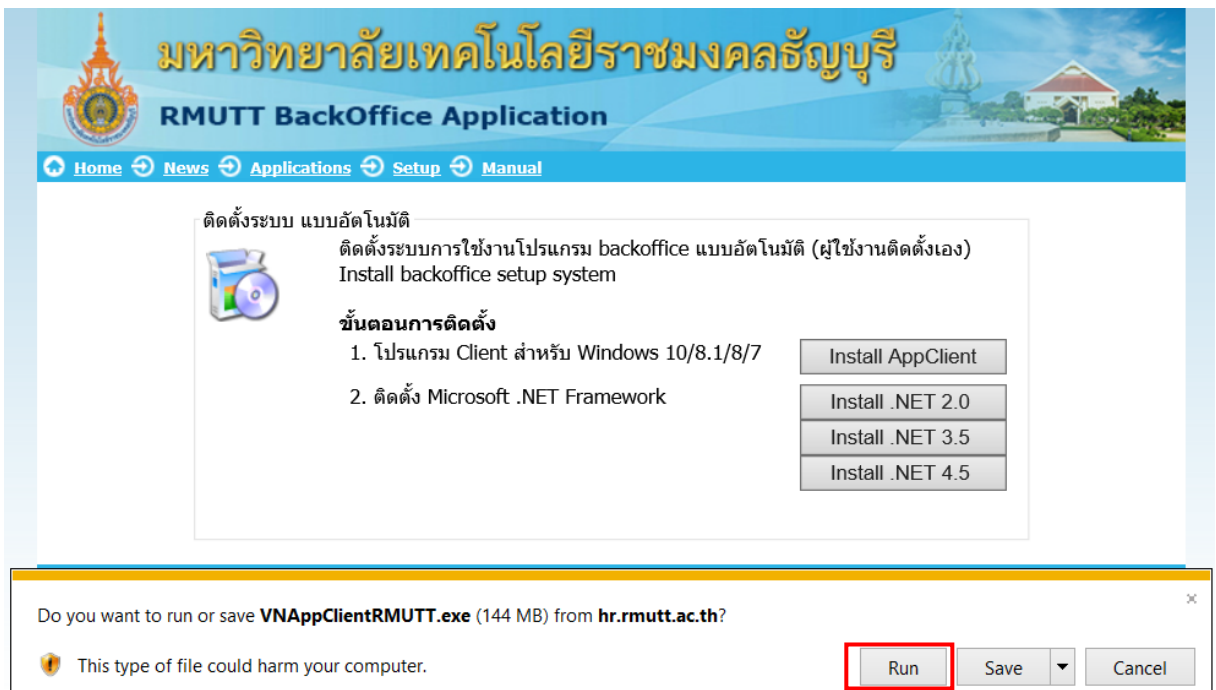 มหาวิทยาลัยเทคโนโลยีราชมงคลธัญบุรี
RMUTT BackOffice Application
Home News Applications Setup Manual
ติดตั้งระบบ แบบอัตโนมัติ
ติดตั้งระบบการใช้งานโปรแกรม backoffice แบบอัตโนมัติ (ผู้ใช้งานติดตั้งเอง)
Install backoffice setup system
ขั้นตอนการติดตั้ง
1. โปรแกรม Client สำหรับ Windows 10/8.1/8/7 Install AppClient
2. ติดตั้ง Microsoft .NET Framework Install .NET 2.0
Install .NET 3.5
Install .NET 4.5
Do you want to run or save VNAppClientRMUTT.exe (144 MB) from hr.rmutt.ac.th?
This type of file could harm your computer. Run Save Cancel